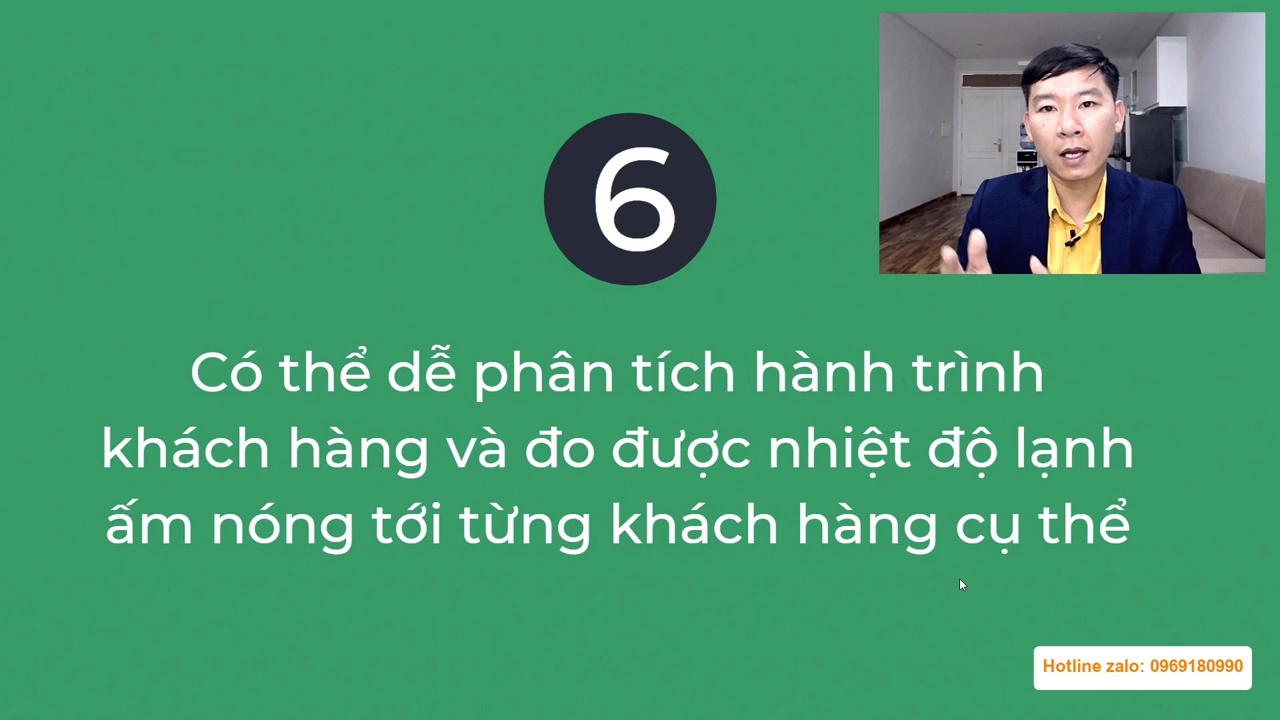 6
Có thể dễ phân tích hành trình
khách hàng và đo được nhiệt độ lạnh
ấm nóng tới từng khách hàng cụ thể
Hotline zalo: 0969180990